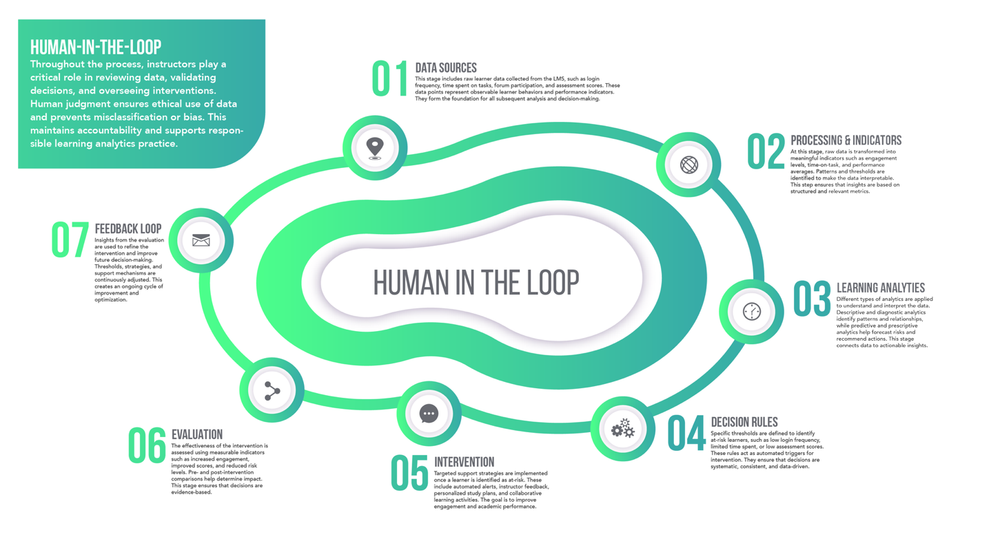 HUMAN-IN-THE-LOOP
Throughout the process, instructors play a
critical role in reviewing data, validating
decisions, and overseeing interventions.
Human judgment ensures ethical use of data
and prevents misclassification or bias. This
maintains accountability and supports respon-
sible learning analytics practice.
01
DATA SOURCES
This stage includes raw learner data collected from the LMS, such as login
frequency, time spent on tasks, forum participation, and assessment scores. These
data points represent observable learner behaviors and performance indicators.
They form the foundation for all subsequent analysis and decision-making.
02
PROCESSING & INDICATORS
At this stage, raw data is transformed into
meaningful indicators such as engagement
levels, time-on-task, and performance
averages. Patterns and thresholds are
identified to make the data interpretable.
This step ensures that insights are based on
structured and relevant metrics.
03
LEARNING ANALYTIES
Different types of analytics are applied
to understand and interpret the data.
Descriptive and diagnostic analytics
identify patterns and relationships,
while predictive and prescriptive
analytics help forecast risks and
recommend actions. This stage
connects data to actionable insights.
04
DECISION RULES
Specific thresholds are defined to identify
at-risk learners, such as low login frequency,
limited time spent, or low assessment scores.
These rules act as automated triggers for
intervention. They ensure that decisions are
systematic, consistent, and data-driven.
05
INTERVENTION
Targeted support strategies are implemented
once a learner is identified as at-risk. These
include automated alerts, instructor feedback,
personalized study plans, and collaborative
learning activities. The goal is to improve
engagement and academic performance.
06
EVALUATION
The effectiveness of the intervention is
assessed using measurable indicators
such as increased engagement,
improved scores, and reduced risk
levels. Pre- and post-intervention
comparisons help determine impact.
This stage ensures that decisions are
evidence-based.
07
FEEDBACK LOOP
Insights from the evaluation
are used to refine the
intervention and improve
future decision-making.
Thresholds, strategies, and
support mechanisms are
continuously adjusted. This
creates an ongoing cycle of
improvement and
optimization.
HUMAN IN THE LOOP